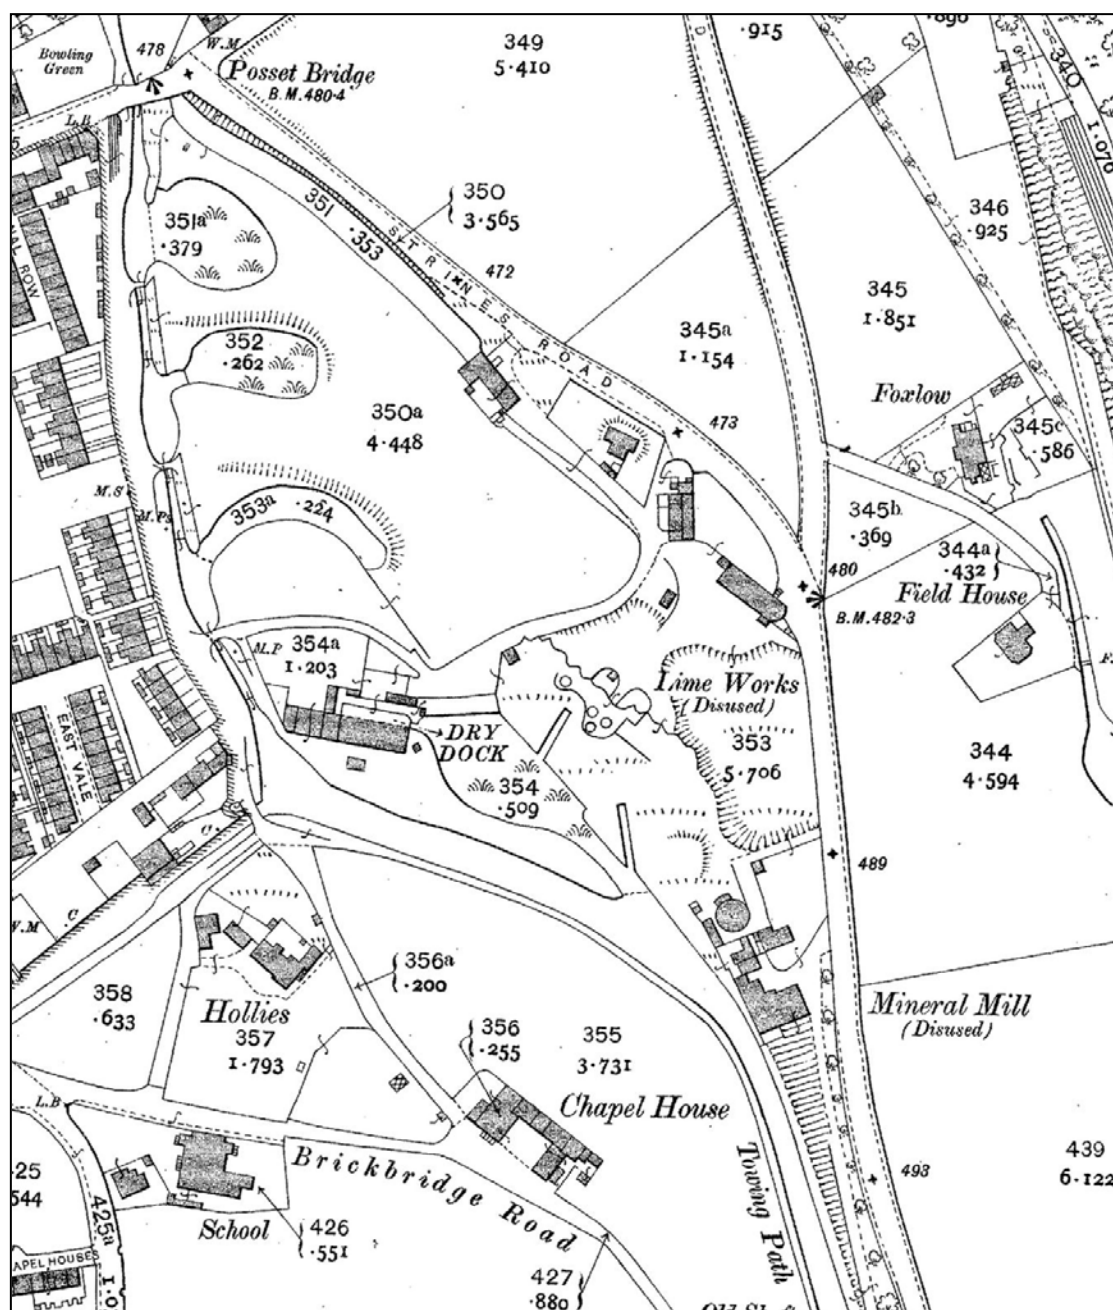 Bowling
Green
478
W.M
Posset Bridge
B.M.480·4
349
5·410
·915
·890
340
1·070
L.B
351a
·379
351
·353
350
3·565
STRINES ROAD
472
346
·925
345
1·851
345a
1·154
352
·262
350a
4·448
473
Foxlow
345c
·586
M.S
M.Ps
353a ·224
345b
·369
344a
·432
480
B.M.482·3
Field House
M.P
354a
1·203
Lime Works
(Disused)
DRY
DOCK
353
5·706
354
·509
344
4·594
EAST VALE
C
489
W.M
C
356a
·200
358
·633
Hollies
357
1·793
356
·255
355
3·731
Mineral Mill
(Disused)
Chapel House
L.B
Brickbridge Road
Towing Path
439
6·122
493
School
426
·551
425a
427
·880